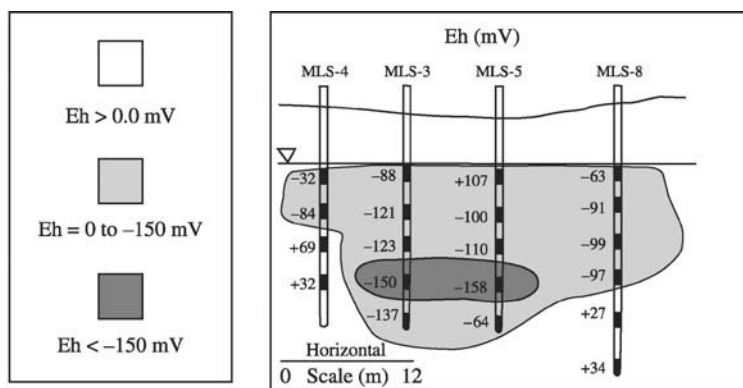 Eh > 0.0 mV
Eh = 0 to –150 mV
Eh < –150 mV
Eh (mV)
MLS-4 MLS-3 MLS-5 MLS-8
–32 –88 +107 –63
–84 –121 –100 –91
+69 –123 –110 –99
+32 –150 –158 –97
–137 –64 +27
+34
Horizontal
0 Scale (m) 12